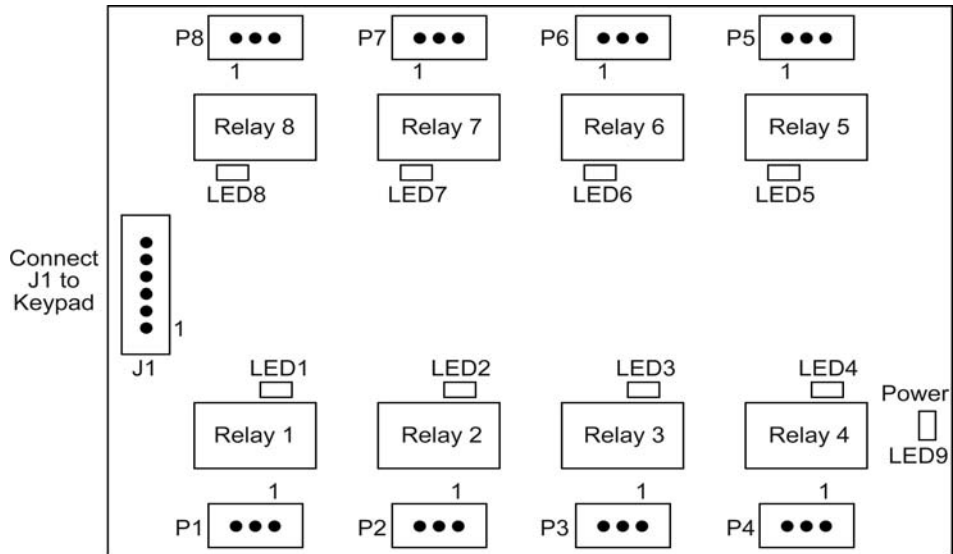 P8 P7 P6 P5
1 1 1 1
Relay 8 Relay 7 Relay 6 Relay 5
LED8 LED7 LED6 LED5
Connect
J1 to
Keypad
1
J1
LED1 LED2 LED3 LED4
Power
Relay 1 Relay 2 Relay 3 Relay 4
LED9
1 1 1 1
P1 P2 P3 P4